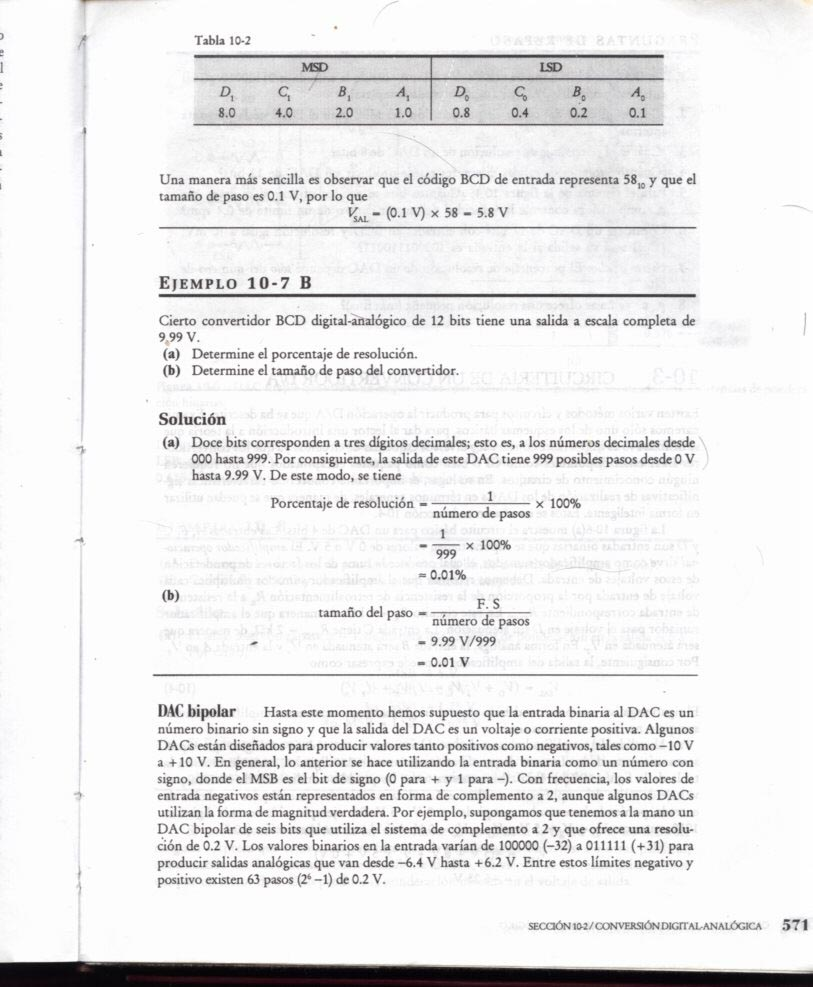 Tabla 10-2
MSD LSD
D₁ C₁ B₁ A₁ D₀ C₀ B₀ A₀
8.0 4.0 2.0 1.0 0.8 0.4 0.2 0.1
Una manera más sencilla es observar que el código BCD de entrada representa 58₁₀ y que el
tamaño de paso es 0.1 V, por lo que
V_SAL = (0.1 V) × 58 = 5.8 V
EJEMPLO 10-7 B
Cierto convertidor BCD digital-analógico de 12 bits tiene una salida a escala completa de
9.99 V.
(a) Determine el porcentaje de resolución.
(b) Determine el tamaño de paso del convertidor.
Solución
(a) Doce bits corresponden a tres dígitos decimales; esto es, a los números decimales desde
000 hasta 999. Por consiguiente, la salida de este DAC tiene 999 posibles pasos desde 0 V
hasta 9.99 V. De este modo, se tiene
Porcentaje de resolución = 1 / número de pasos × 100%
= 1 / 999 × 100%
≈ 0.01%
(b)
tamaño del paso = F. S / número de pasos
= 9.99 V/999
= 0.01 V
DAC bipolar Hasta este momento hemos supuesto que la entrada binaria al DAC es un
número binario sin signo y que la salida del DAC es un voltaje o corriente positiva. Algunos
DACs están diseñados para producir valores tanto positivos como negativos, tales como −10 V
a +10 V. En general, lo anterior se hace utilizando la entrada binaria como un número con
signo, donde el MSB es el bit de signo (0 para + y 1 para −). Con frecuencia, los valores de
entrada negativos están representados en forma de complemento a 2, aunque algunos DACs
utilizan la forma de magnitud verdadera. Por ejemplo, supongamos que tenemos a la mano un
DAC bipolar de seis bits que utiliza el sistema de complemento a 2 y que ofrece una resolu-
ción de 0.2 V. Los valores binarios en la entrada varían de 100000 (−32) a 011111 (+31) para
producir salidas analógicas que van desde −6.4 V hasta +6.2 V. Entre estos límites negativo y
positivo existen 63 pasos (2⁶ −1) de 0.2 V.
SECCIÓN 10-2 / CONVERSIÓN DIGITAL-ANALÓGICA 571